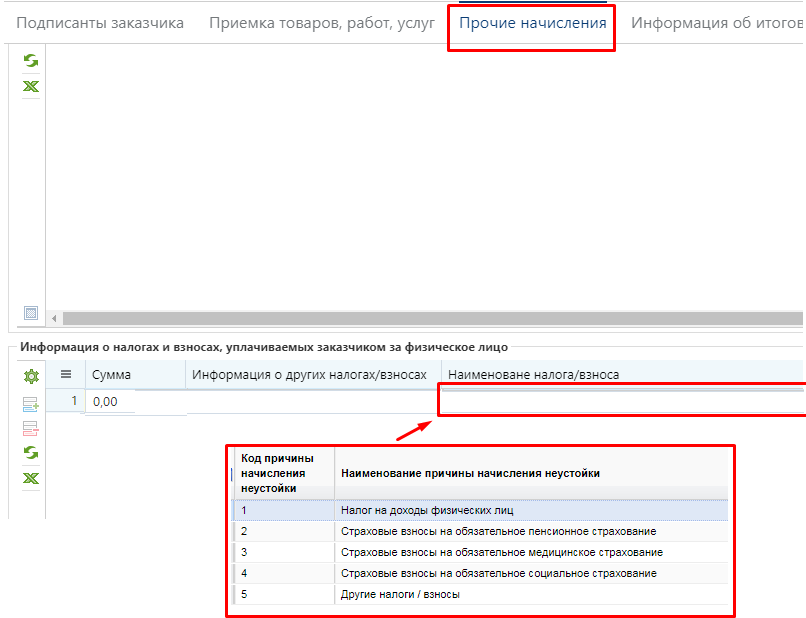 Подписанты заказчика Приемка товаров, работ, услуг Прочие начисления Информация об итогов
Информация о налогах и взносах, уплачиваемых заказчиком за физическое лицо
Сумма Информация о других налогах/взносах Наименоване налога/взноса
1 0,00
Код причины начисления неустойки Наименование причины начисления неустойки
1 Налог на доходы физических лиц
2 Страховые взносы на обязательное пенсионное страхование
3 Страховые взносы на обязательное медицинское страхование
4 Страховые взносы на обязательное социальное страхование
5 Другие налоги / взносы